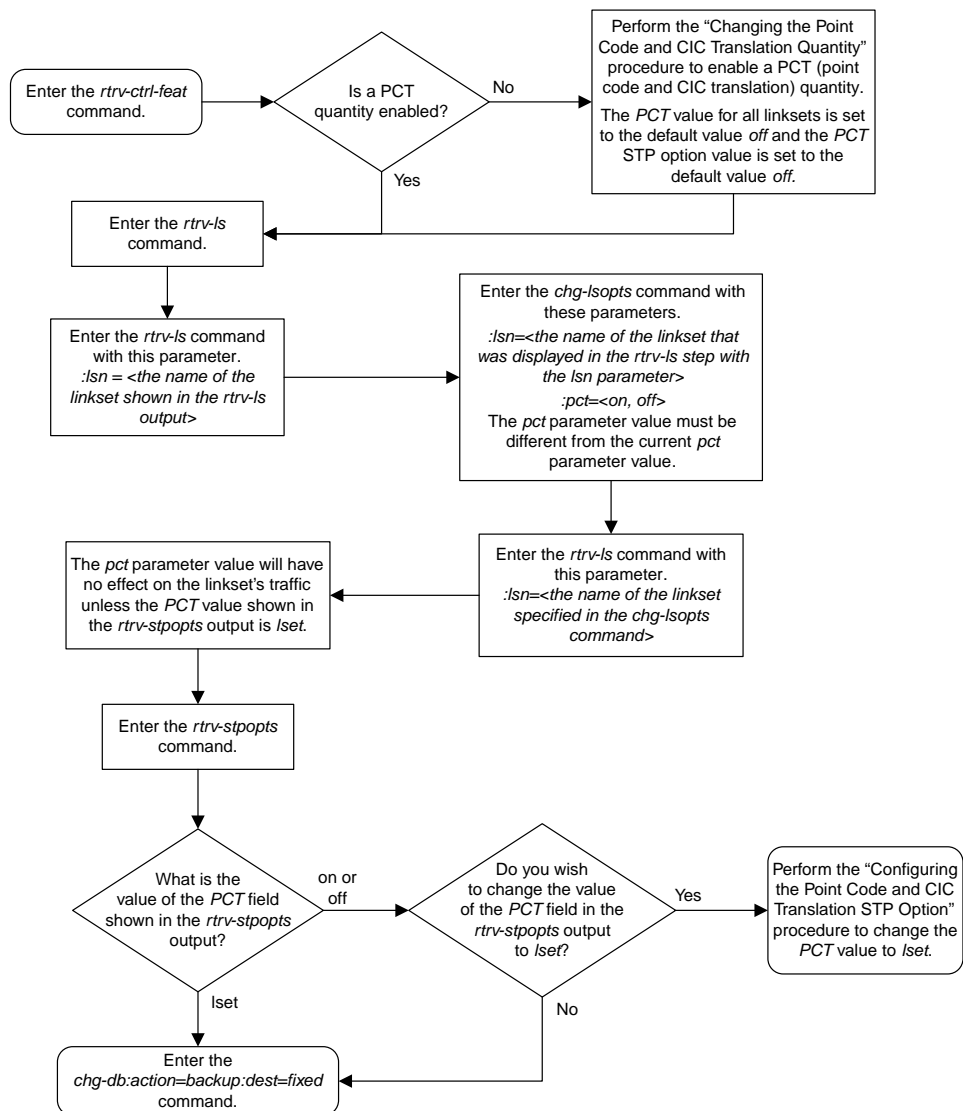 Enter the rtrv-ctrl-feat
command.
Is a PCT
quantity enabled?
No
Yes
Perform the “Changing the Point
Code and CIC Translation Quantity”
procedure to enable a PCT (point
code and CIC translation) quantity.
The PCT value for all linksets is set
to the default value off and the PCT
STP option value is set to the
default value off.
Enter the rtrv-ls
command.
Enter the rtrv-ls command
with this parameter.
:lsn = <the name of the
linkset shown in the rtrv-ls
output>
Enter the chg-lsopts command with
these parameters.
:lsn=<the name of the linkset that
was displayed in the rtrv-ls step with
the lsn parameter>
:pct=<on, off>
The pct parameter value must be
different from the current pct
parameter value.
Enter the rtrv-ls command with
this parameter.
:lsn=<the name of the linkset
specified in the chg-lsopts
command>
The pct parameter value will have
no effect on the linkset’s traffic
unless the PCT value shown in
the rtrv-stpopts output is lset.
Enter the rtrv-stpopts
command.
What is the
value of the PCT field
shown in the rtrv-stpopts
output?
on or
off
lset
Do you wish
to change the value
of the PCT field in the
rtrv-stpopts output
to lset?
Yes
No
Perform the “Configuring
the Point Code and CIC
Translation STP Option”
procedure to change the
PCT value to lset.
Enter the
chg-db:action=backup:dest=fixed
command.